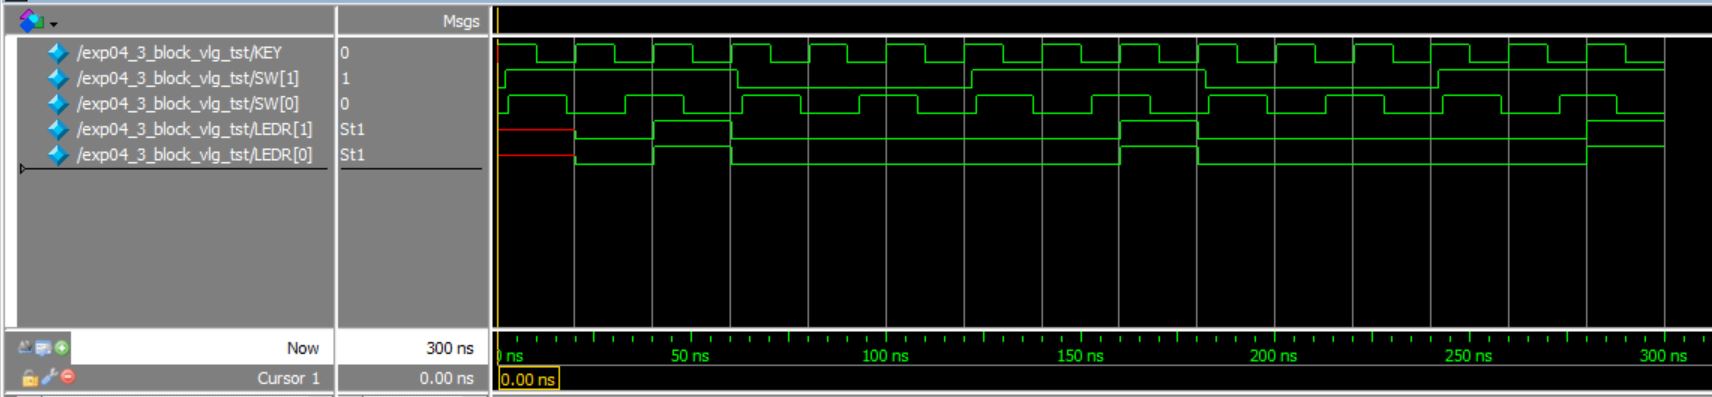 Msgs
/exp04_3_block_vlg_tst/KEY 0
/exp04_3_block_vlg_tst/SW[1] 1
/exp04_3_block_vlg_tst/SW[0] 0
/exp04_3_block_vlg_tst/LEDR[1] St1
/exp04_3_block_vlg_tst/LEDR[0] St1
Now 300 ns 0 ns 50 ns 100 ns 150 ns 200 ns 250 ns 300 ns
Cursor 1 0.00 ns 0.00 ns